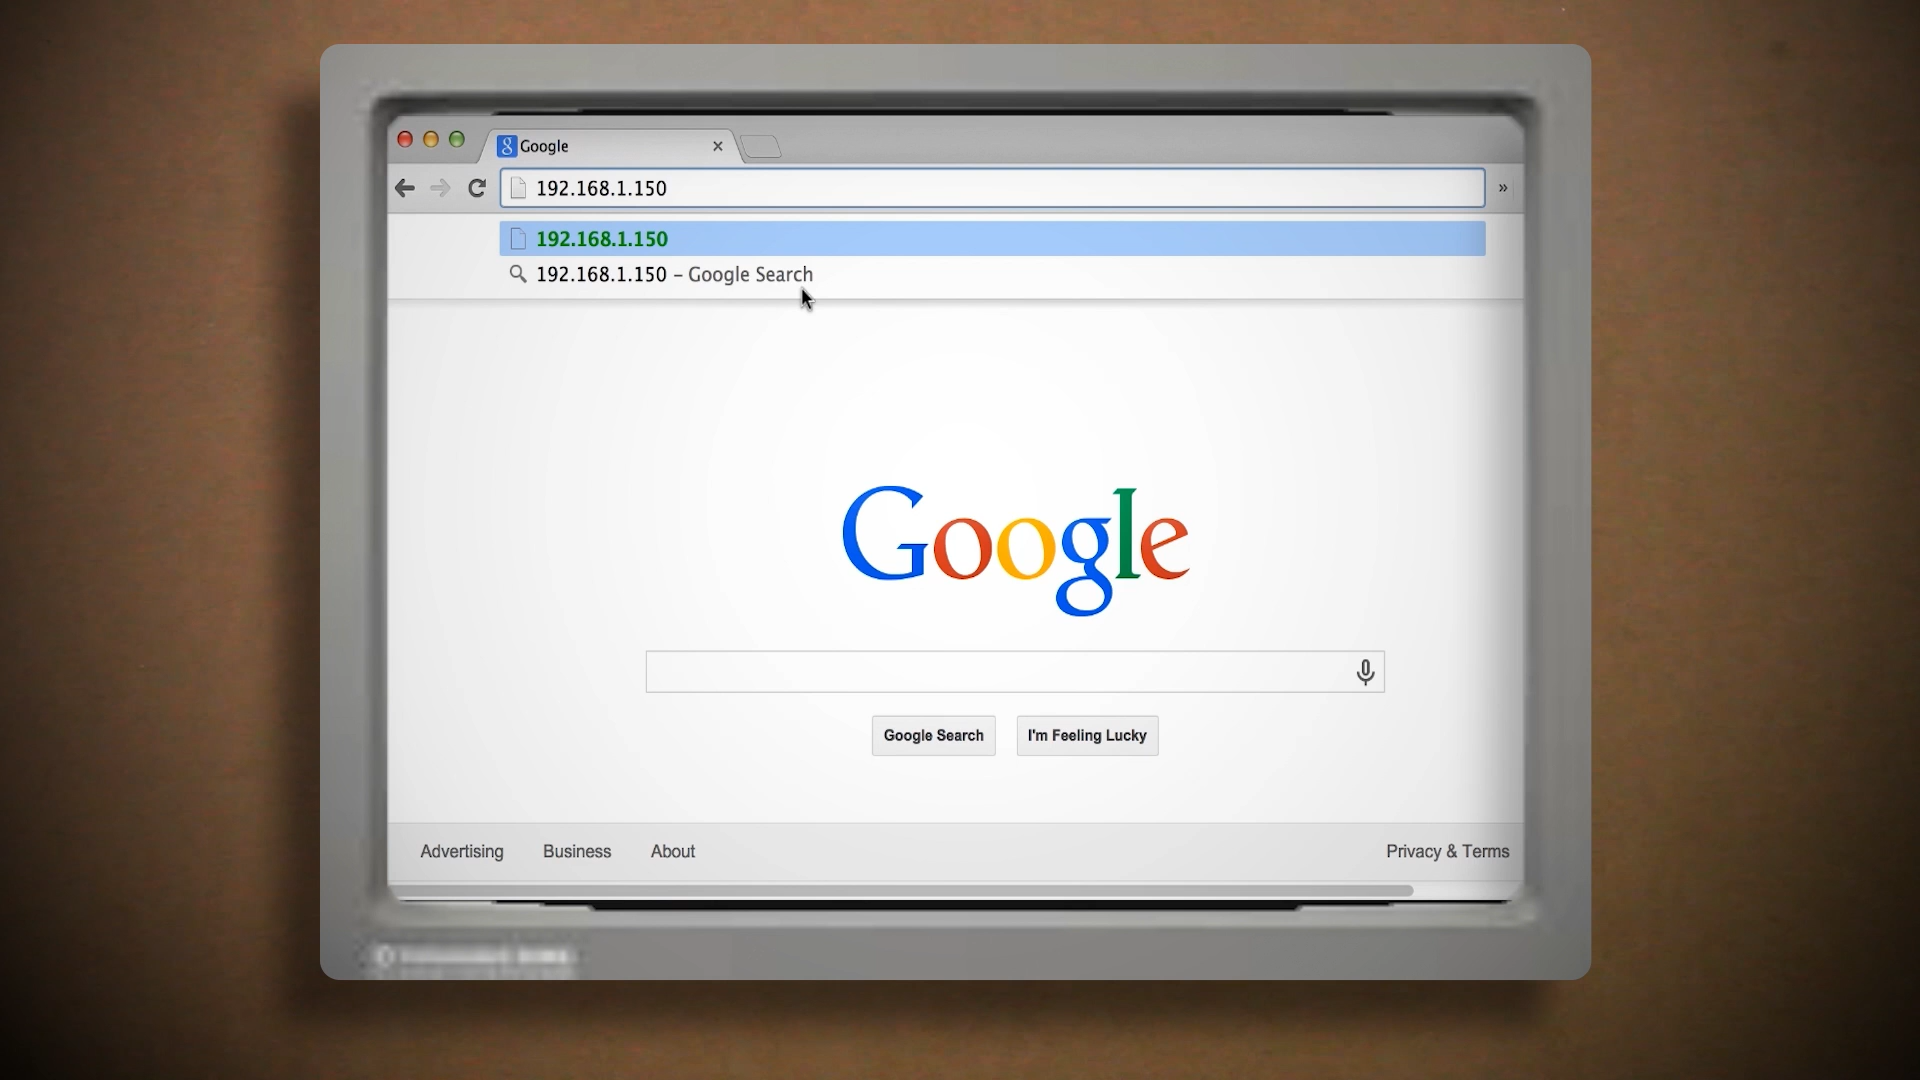 Google
192.168.1.150
192.168.1.150
192.168.1.150 – Google Search
Google
Google Search I'm Feeling Lucky
Advertising Business About Privacy & Terms